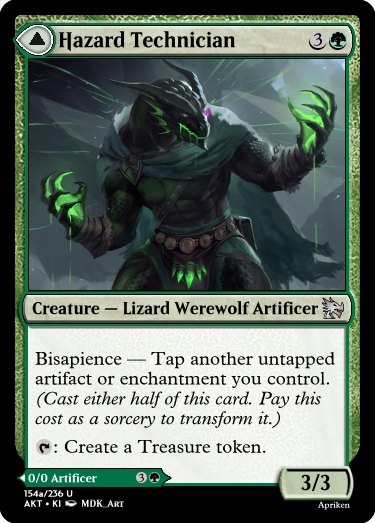 Hazard Technician 3
Creature — Lizard Werewolf Artificer
Bisapience — Tap another untapped
artifact or enchantment you control.
(Cast either half of this card. Pay this
cost as a sorcery to transform it.)
: Create a Treasure token.
0/0 Artificer 3
3/3
154a/236 U
AKT • KI MDK_Art
Apriken